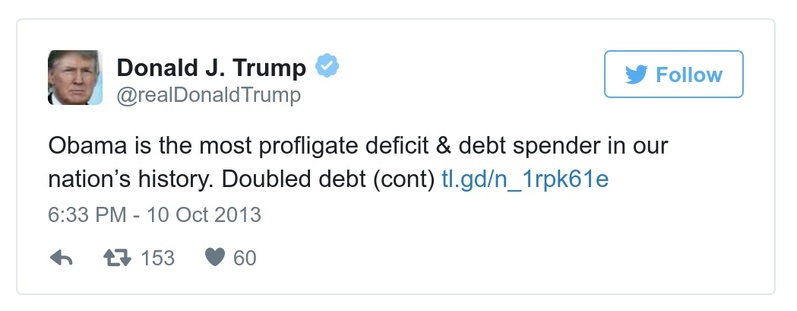 Donald J. Trump
@realDonaldTrump
Follow
Obama is the most profligate deficit & debt spender in our
nation’s history. Doubled debt (cont) tl.gd/n_1rpk61e
6:33 PM - 10 Oct 2013
153 60